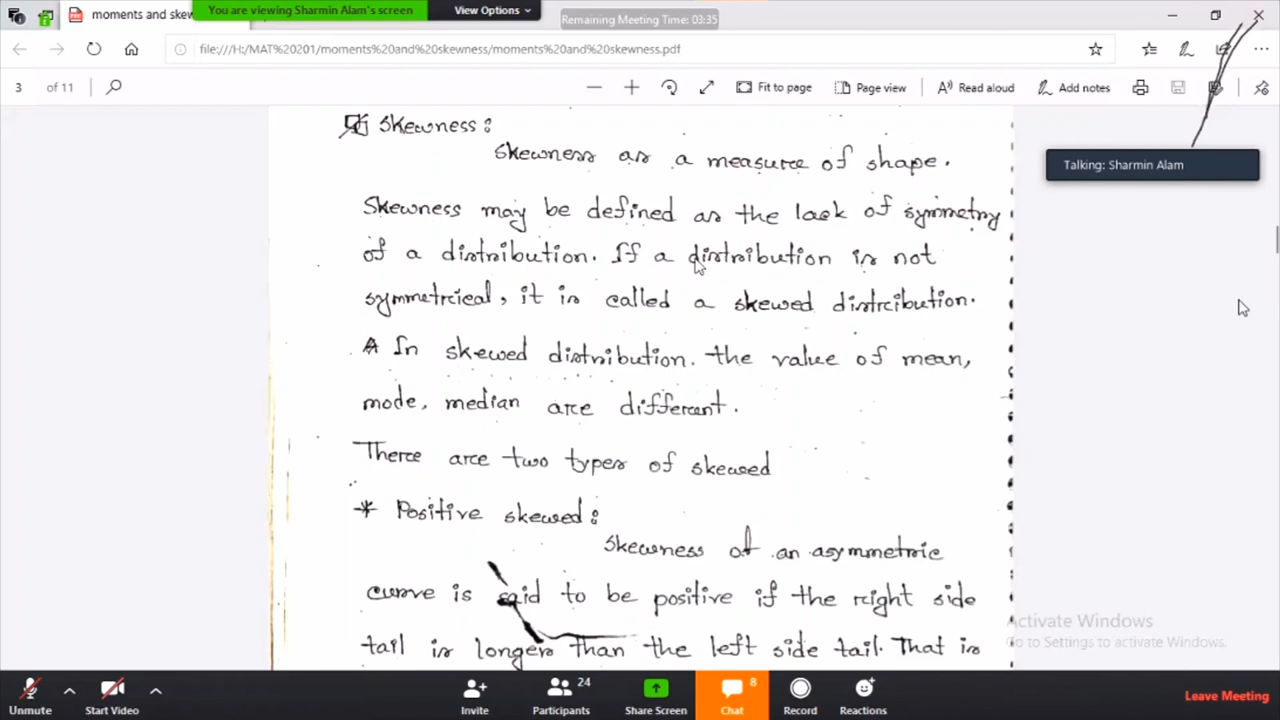 moments and skew
You are viewing Sharmin Alam's screen
View Options
Remaining Meeting Time: 03:35
file:///H:/MAT%20201/moments%20and%20skewness/moments%20and%20skewness.pdf
3 of 11
Fit to page
Page view
Read aloud
Add notes
Talking: Sharmin Alam
Skewness:
Skewness as a measure of shape.
Skewness may be defined as the lack of symmetry
of a distribution. If a distribution is not
symmetrical, it is called a skewed distribution.
In skewed distribution. the value of mean,
mode, median are different.
There are two types of skewed
* Positive skewed:
Skewness of an asymmetric
curve is said to be positive if the right side
tail is longer than the left side tail. That is
Activate Windows
Go to Settings to activate Windows.
Unmute
Start Video
Invite
Participants 24
Share Screen
Chat 8
Record
Reactions
Leave Meeting